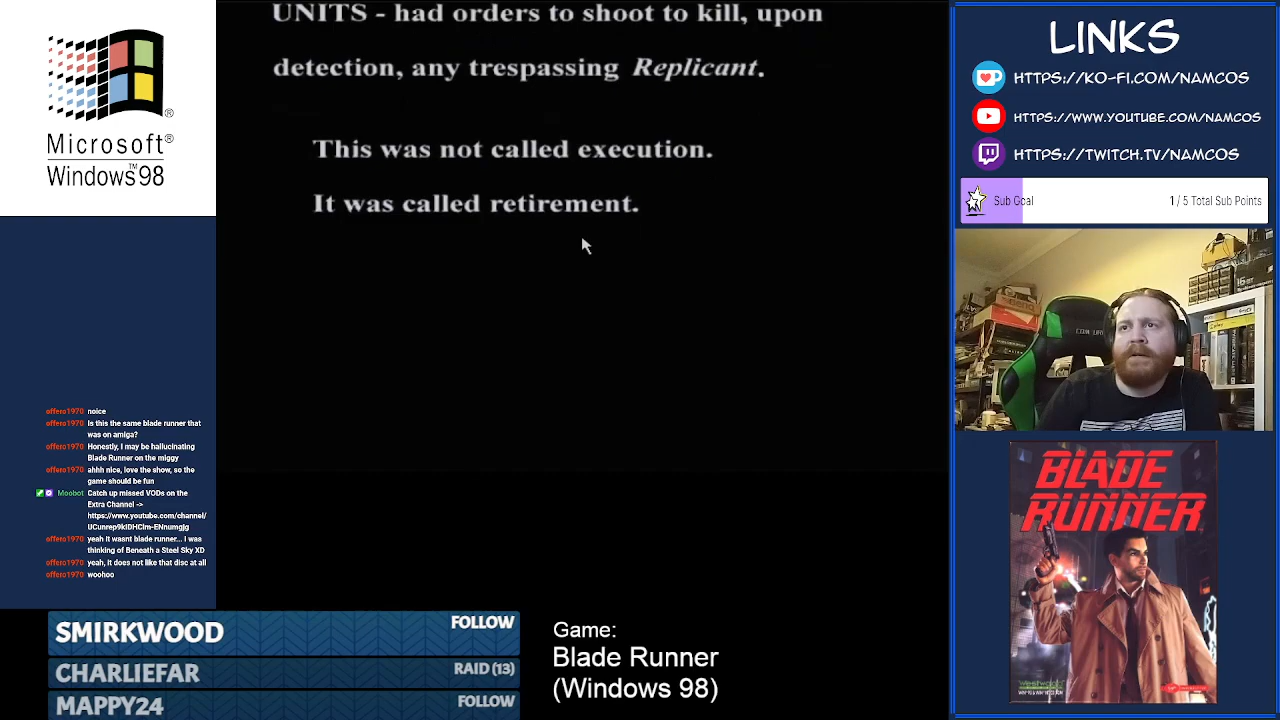 Microsoft®
Windows™98
UNITS - had orders to shoot to kill, upon
detection, any trespassing Replicant.
This was not called execution.
It was called retirement.
offero1970 noice
offero1970 Is this the same blade runner that
was on amiga?
offero1970 Honestly, I may be hallucinating
Blade Runner on the miggy
offero1970 ahhh nice, love the show, so the
game should be fun
Moobot Catch up missed VODs on the
Extra Channel ->
https://www.youtube.com/channel/
offero1970 yeah it wasnt blade runner... I was
thinking of Beneath a Steel Sky XD
offero1970 yeah, it does not like that disc at all
offero1970 woohoo
SMIRKWOOD FOLLOW
CHARLIEFAR RAID (13)
MAPPY24 FOLLOW
Game:
Blade Runner
(Windows 98)
LINKS
HTTPS://KO-FI.COM/NAMCOS
HTTPS://WWW.YOUTUBE.COM/NAMCOS
HTTPS://TWITCH.TV/NAMCOS
Sub Goal 1 / 5 Total Sub Points
BLADE
RUNNER